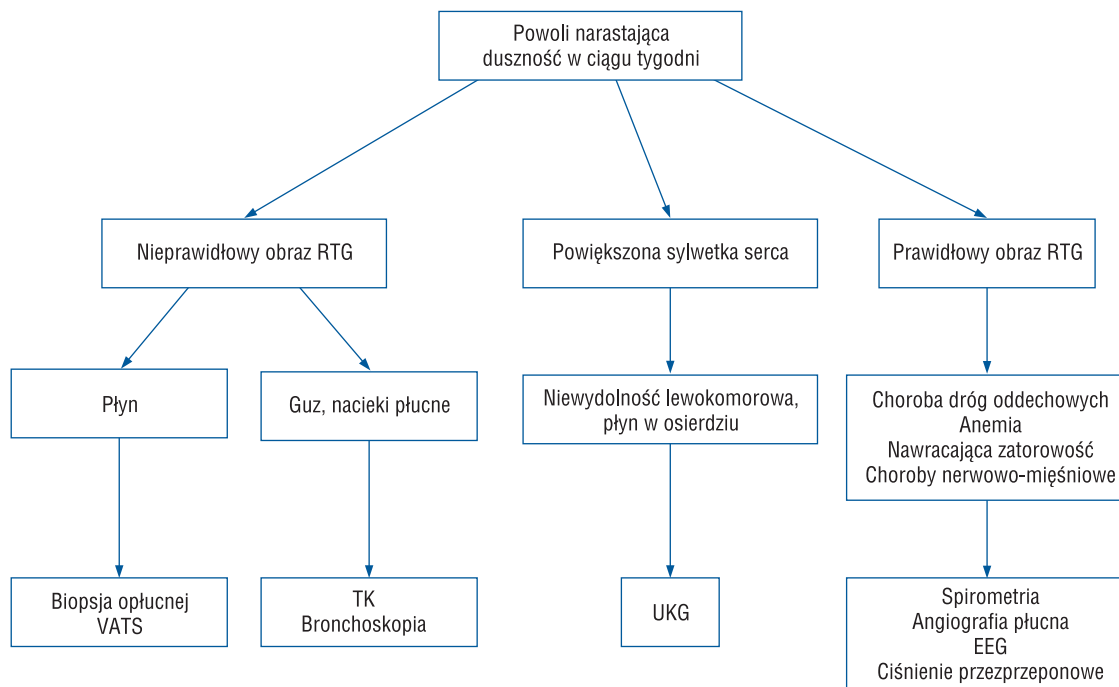 Powoli narastająca
duszność w ciągu tygodni
Nieprawidłowy obraz RTG
Powiększona sylwetka serca
Prawidłowy obraz RTG
Płyn
Guz, nacieki płucne
Niewydolność lewokomorowa,
płyn w osierdziu
Choroba dróg oddechowych
Anemia
Nawracająca zatorowość
Choroby nerwowo-mięśniowe
Biopsja opłucnej
VATS
TK
Bronchoskopia
UKG
Spirometria
Angiografia płucna
EEG
Ciśnienie przezprzeponowe